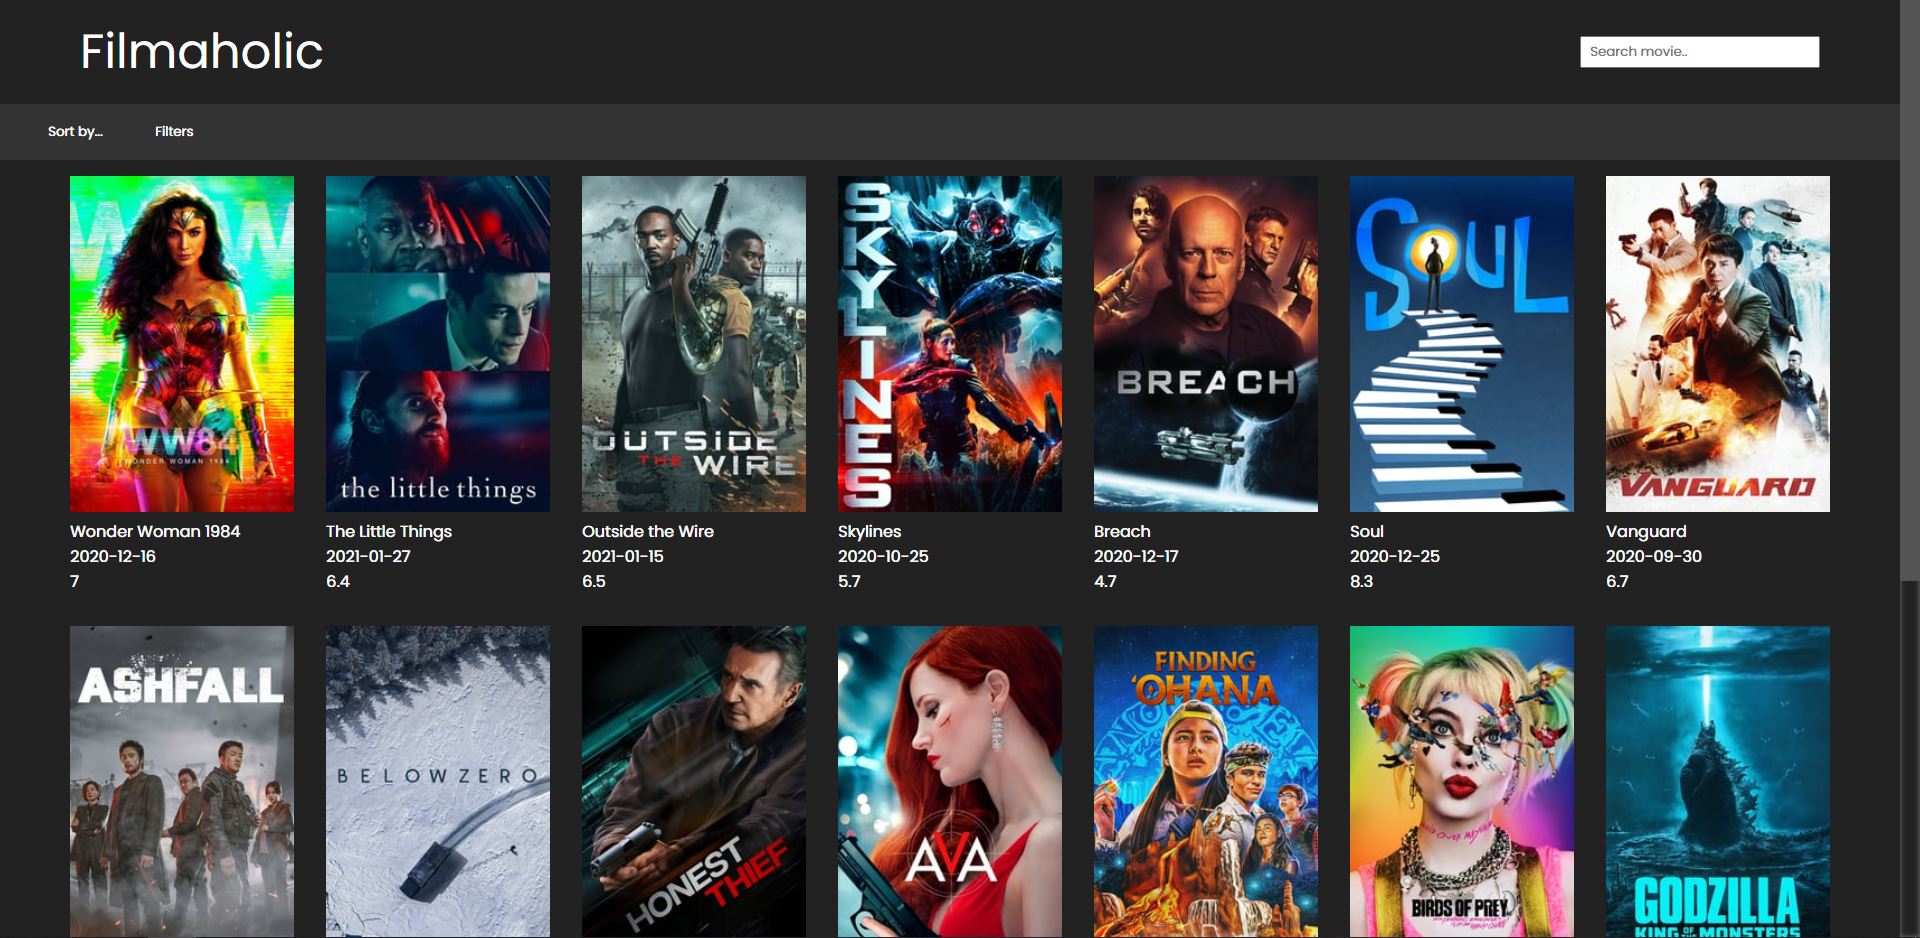 Filmaholic
Search movie..
Sort by...
Filters
WW84
WONDER WOMAN 1984
the little things
OUTSIDE
THE WIRE
SKYLINES
BREACH
SOUL
VANGUARD
Wonder Woman 1984
2020-12-16
7
The Little Things
2021-01-27
6.4
Outside the Wire
2021-01-15
6.5
Skylines
2020-10-25
5.7
Breach
2020-12-17
4.7
Soul
2020-12-25
8.3
Vanguard
2020-09-30
6.7
ASHFALL
BELOW ZERO
HONEST
THIEF
AVA
FINDING
'OHANA
BIRDS OF PREY
GODZILLA
KING OF THE MONSTERS